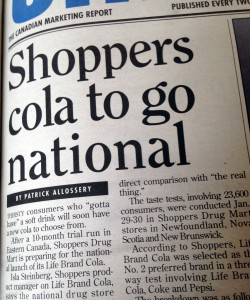 THE CANADIAN MARKETING REPORT
PUBLISHED EVERY TWO
Shoppers
cola to go
national
BY PATRICK ALLOSSERY
THIRSTY consumers who "gotta
have" a soft drink will soon have
a new cola to choose from.
After a 10-month trial run in
Eastern Canada, Shoppers Drug
Mart is preparing for the nation-
al launch of its Life Brand Cola.
Isla Steinberg, Shoppers prod-
uct manager on Life Brand Cola,
says the national drug store
direct comparison with "the real
thing."
The taste tests, involving 23,600
consumers, were conducted Jan.
29-30 in Shoppers Drug Mart
stores in Newfoundland, Nova
Scotia and New Brunswick.
According to Shoppers, Life
Brand Cola was selected as the
No. 2 preferred brand in a three-
way test involving Life Brand
Cola, Coke and Pepsi.